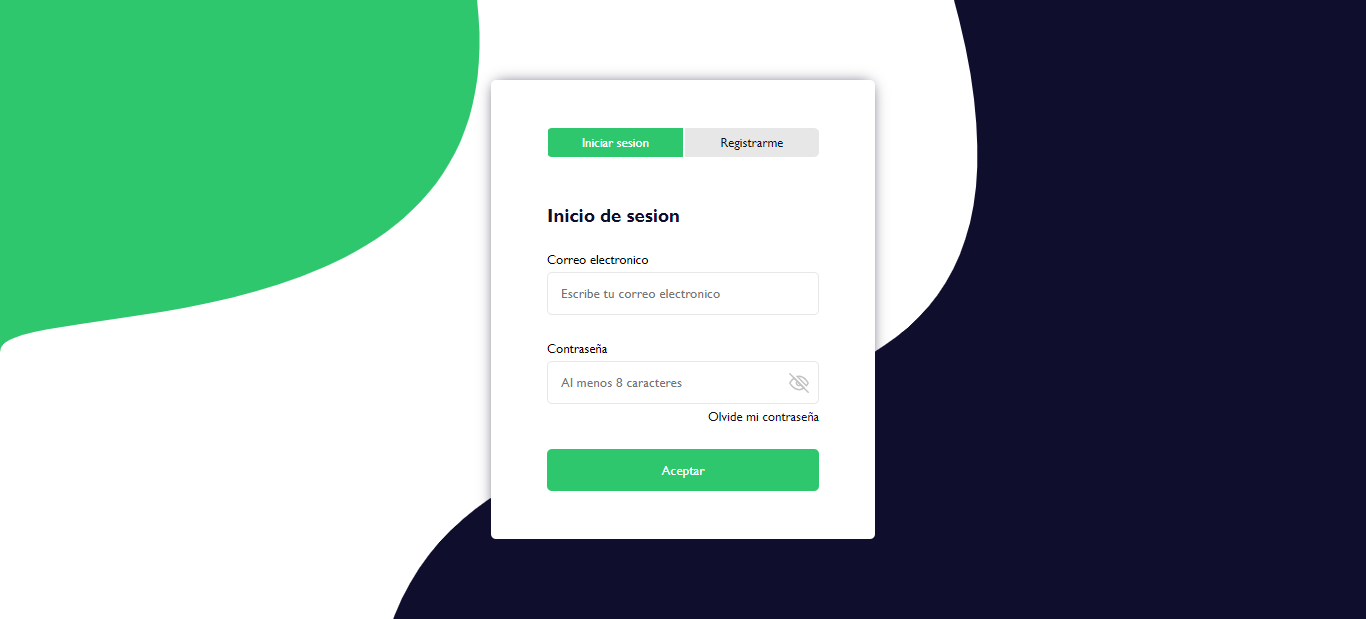 Iniciar sesion Registrarme
Inicio de sesion
Correo electronico
Escribe tu correo electronico
Contraseña
Al menos 8 caracteres
Olvide mi contraseña
Aceptar